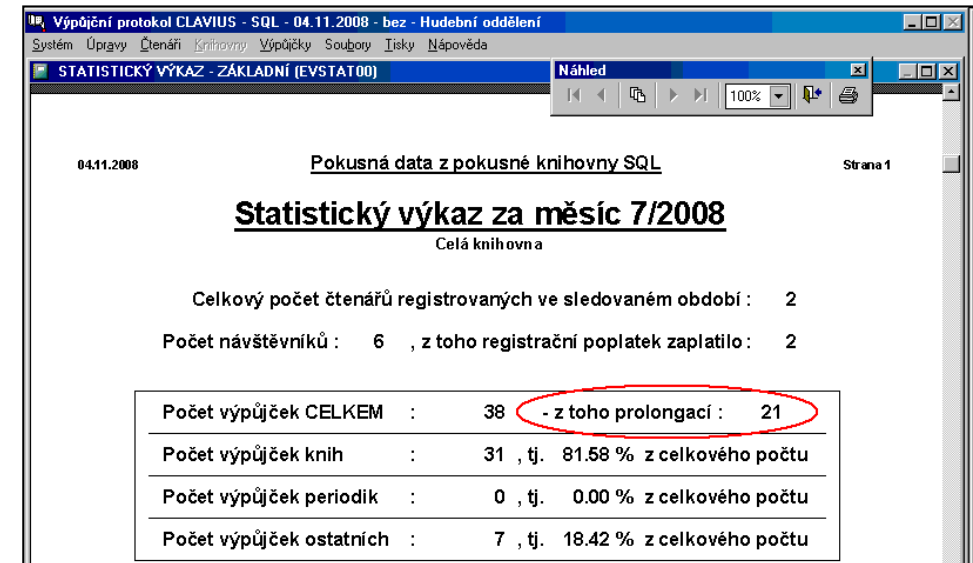 Výpůjční protokol CLAVIUS - SQL - 04.11.2008 - bez - Hudební oddělení
Systém Úpravy Čtenáři Knihovny Výpůjčky Soubory Tisky Nápověda
STATISTICKÝ VÝKAZ - ZÁKLADNÍ (EVSTAT00)
Náhled
100%
04.11.2008 Pokusná data z pokusné knihovny SQL Strana 1
Statistický výkaz za měsíc 7/2008
Celá knihovna
Celkový počet čtenářů registrovaných ve sledovaném období : 2
Počet návštěvníků : 6 , z toho registrační poplatek zaplatilo : 2
Počet výpůjček CELKEM : 38 - z toho prolongací : 21
Počet výpůjček knih : 31 , tj. 81.58 % z celkového počtu
Počet výpůjček periodik : 0 , tj. 0.00 % z celkového počtu
Počet výpůjček ostatních : 7 , tj. 18.42 % z celkového počtu